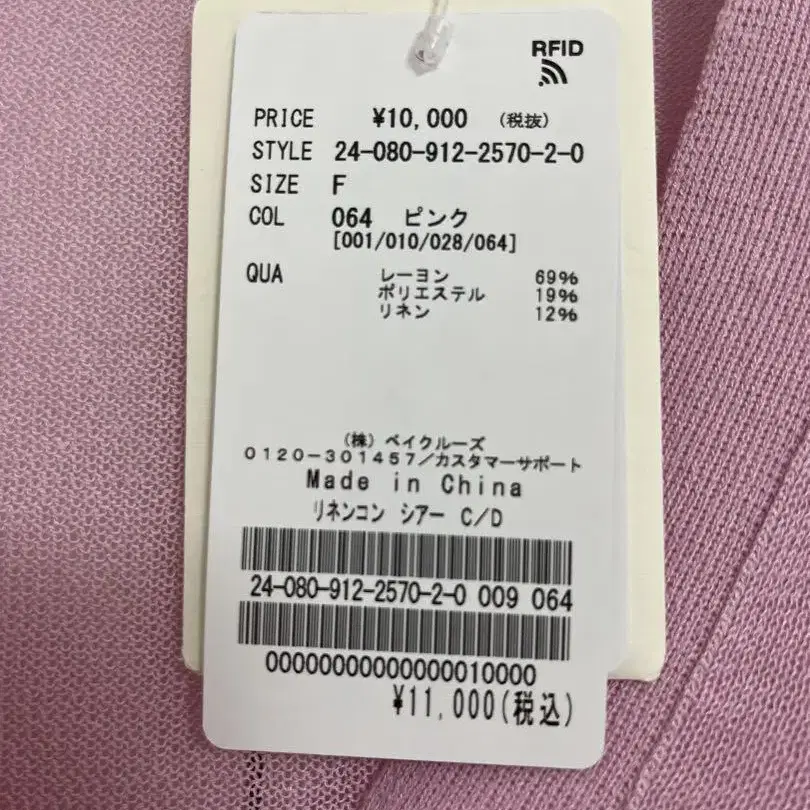 RFID
PRICE ¥10,000 (税抜)
STYLE 24-080-912-2570-2-0
SIZE F
COL 064 ピンク
[001/010/028/064]
QUA レーヨン 69%
ポリエステル 19%
リネン 12%
(株) ベイクルーズ
0120-301457/カスタマーサポート
Made in China
リネンコン シアー C/D
24-080-912-2570-2-0 009 064
00000000000000010000
¥11,000(税込)